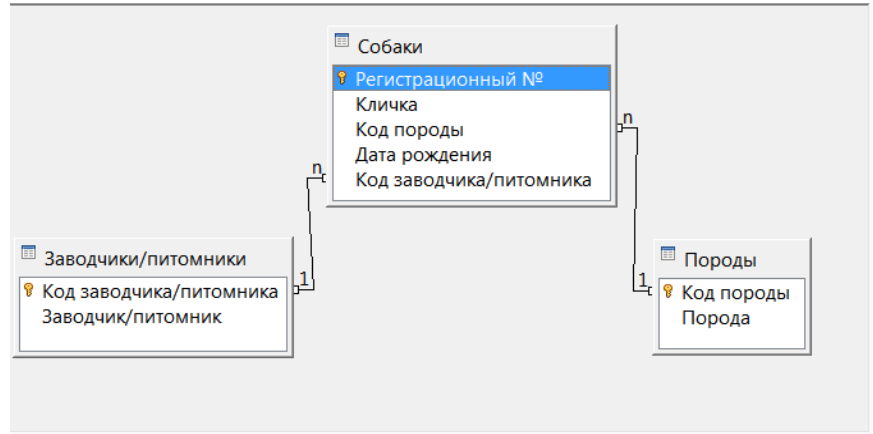 Собаки
Регистрационный №
Кличка
Код породы
Дата рождения
Код заводчика/питомника
n
n
Заводчики/питомники
Код заводчика/питомника
Заводчик/питомник
1
1
Породы
Код породы
Порода